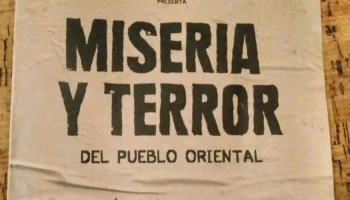 PRESENTA
MISERIA
Y TERROR
DEL PUEBLO ORIENTAL